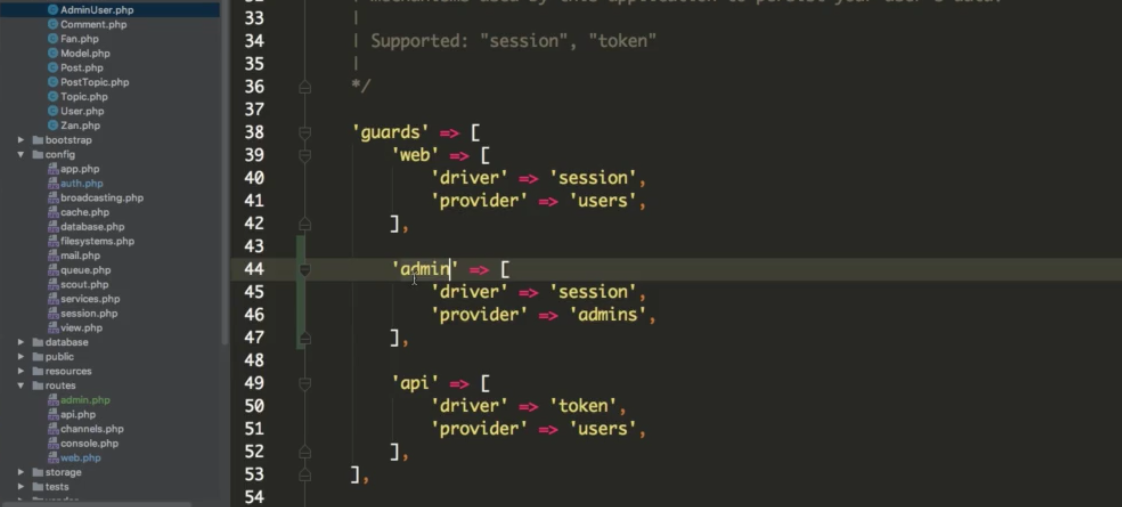 AdminUser.php
Comment.php
Fan.php
Model.php
Post.php
PostTopic.php
Topic.php
User.php
Zan.php
bootstrap
config
app.php
auth.php
broadcasting.php
cache.php
database.php
filesystems.php
mail.php
queue.php
scout.php
services.php
session.php
view.php
database
public
resources
routes
admin.php
api.php
channels.php
console.php
web.php
storage
tests
33 |
34 | Supported: "session", "token"
35 |
36 */
37
38 'guards' => [
39 'web' => [
40 'driver' => 'session',
41 'provider' => 'users',
42 ],
43
44 'admin' => [
45 'driver' => 'session',
46 'provider' => 'admins',
47 ],
48
49 'api' => [
50 'driver' => 'token',
51 'provider' => 'users',
52 ],
53 ],
54